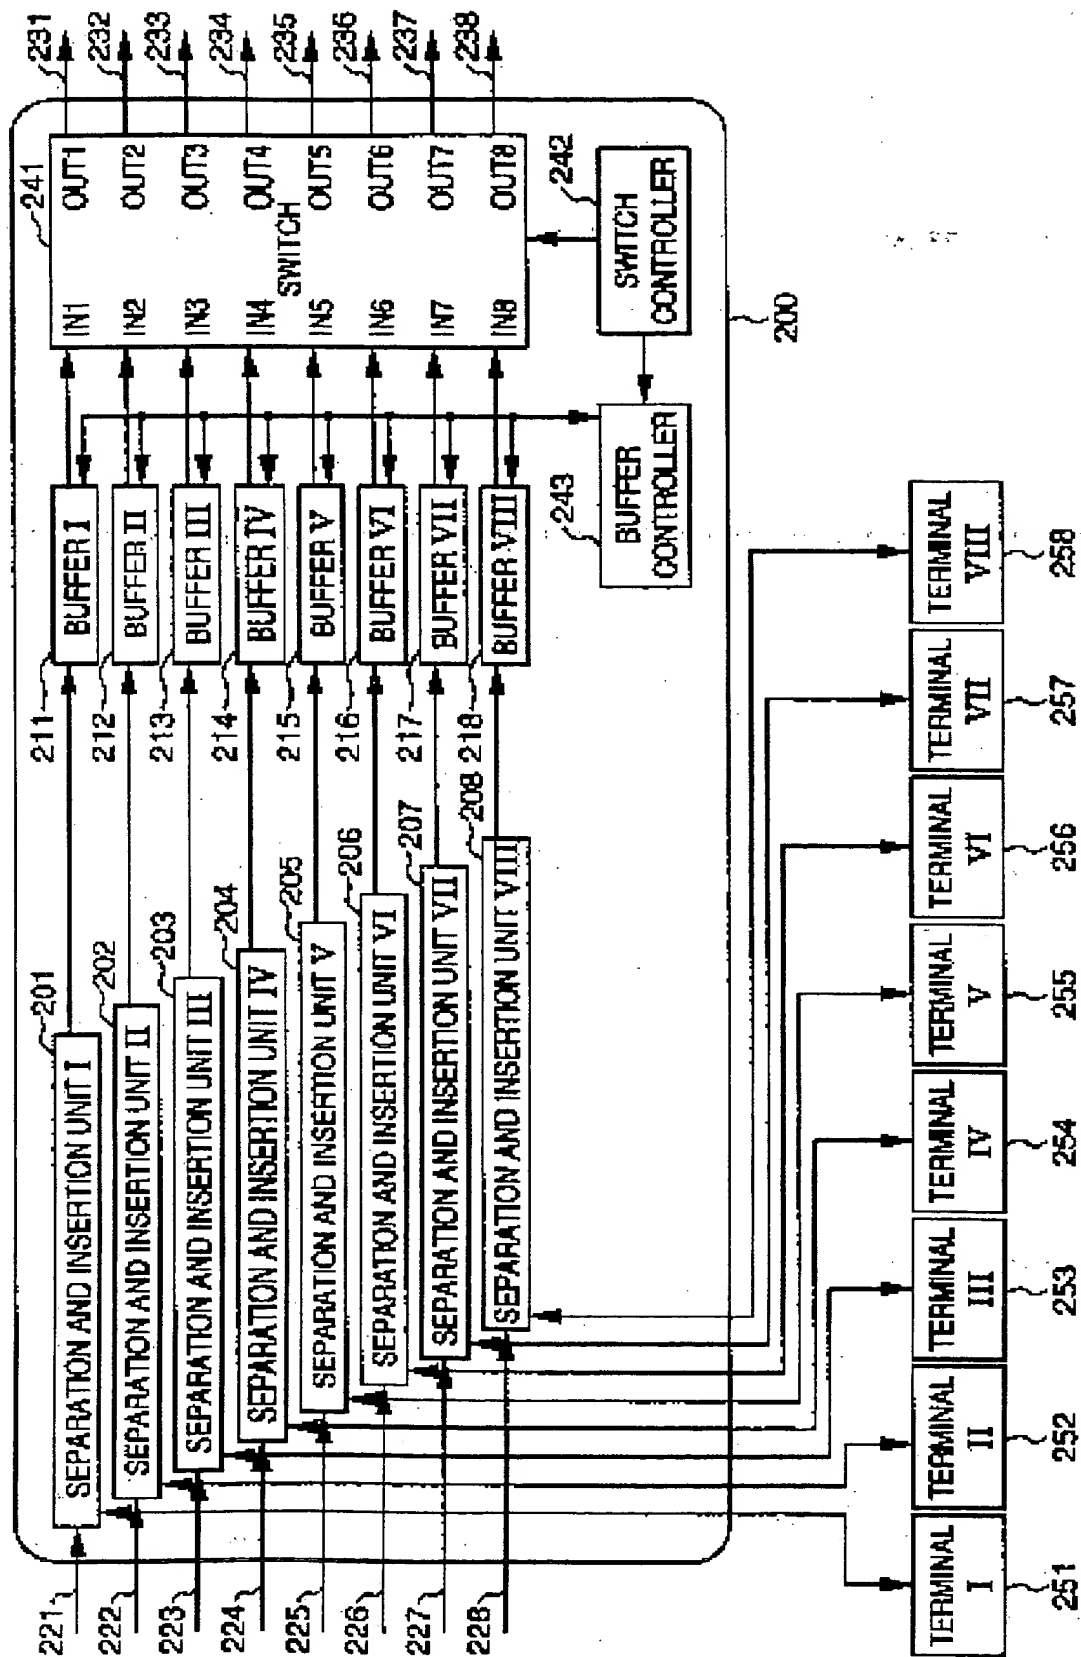 221
222
223
224
225
226
227
228
SEPARATION AND INSERTION UNIT I
201
SEPARATION AND INSERTION UNIT II
202
SEPARATION AND INSERTION UNIT III
203
SEPARATION AND INSERTION UNIT IV
204
SEPARATION AND INSERTION UNIT V
205
SEPARATION AND INSERTION UNIT VI
206
SEPARATION AND INSERTION UNIT VII
207
SEPARATION AND INSERTION UNIT VIII
208
211
BUFFER I
212
BUFFER II
213
BUFFER III
214
BUFFER IV
215
BUFFER V
216
BUFFER VI
217
BUFFER VII
218
BUFFER VIII
241
IN1
OUT1
IN2
OUT2
IN3
OUT3
IN4
OUT4
IN5
OUT5
IN6
OUT6
IN7
OUT7
IN8
OUT8
SWITCH
231
232
233
234
235
236
237
238
243
BUFFER
CONTROLLER
242
SWITCH
CONTROLLER
200
TERMINAL
I
251
TERMINAL
II
252
TERMINAL
III
253
TERMINAL
IV
254
TERMINAL
V
255
TERMINAL
VI
256
TERMINAL
VII
257
TERMINAL
VIII
258